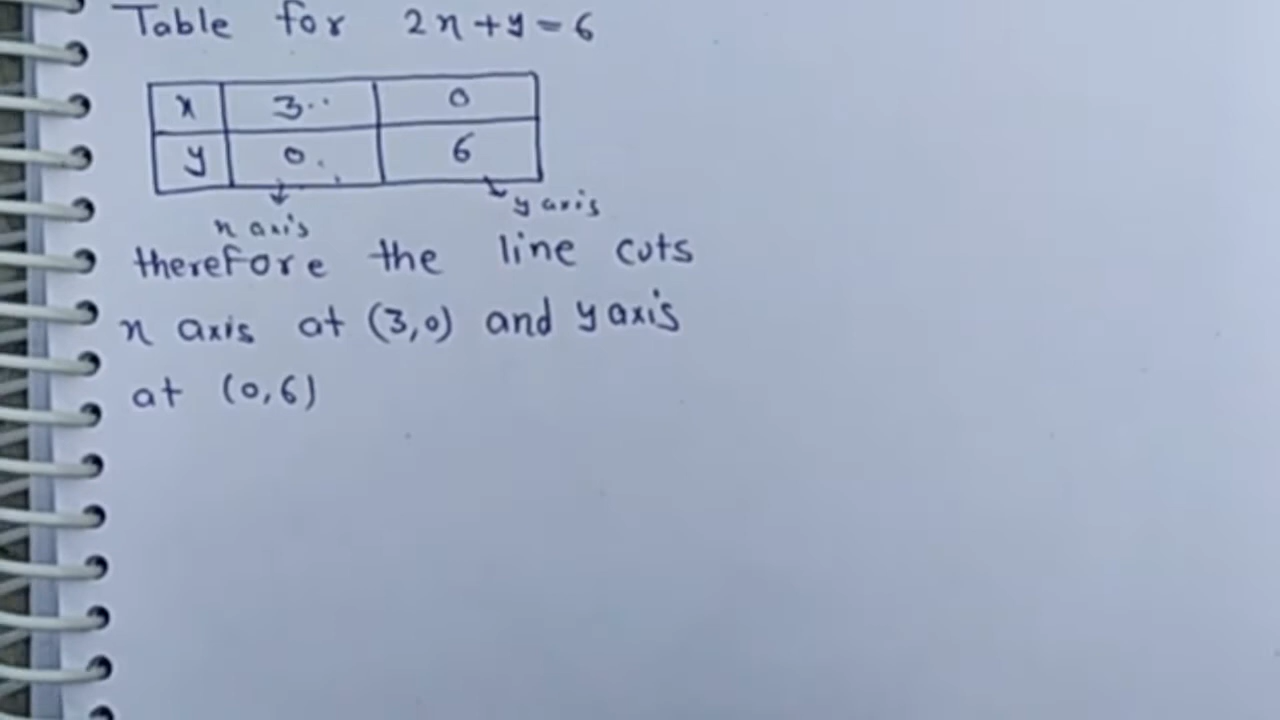 Table for 2x+y=6
x 3.. 0
y 0. 6
x axis y axis
therefore the line cuts
x axis at (3,0) and y axis
at (0,6)